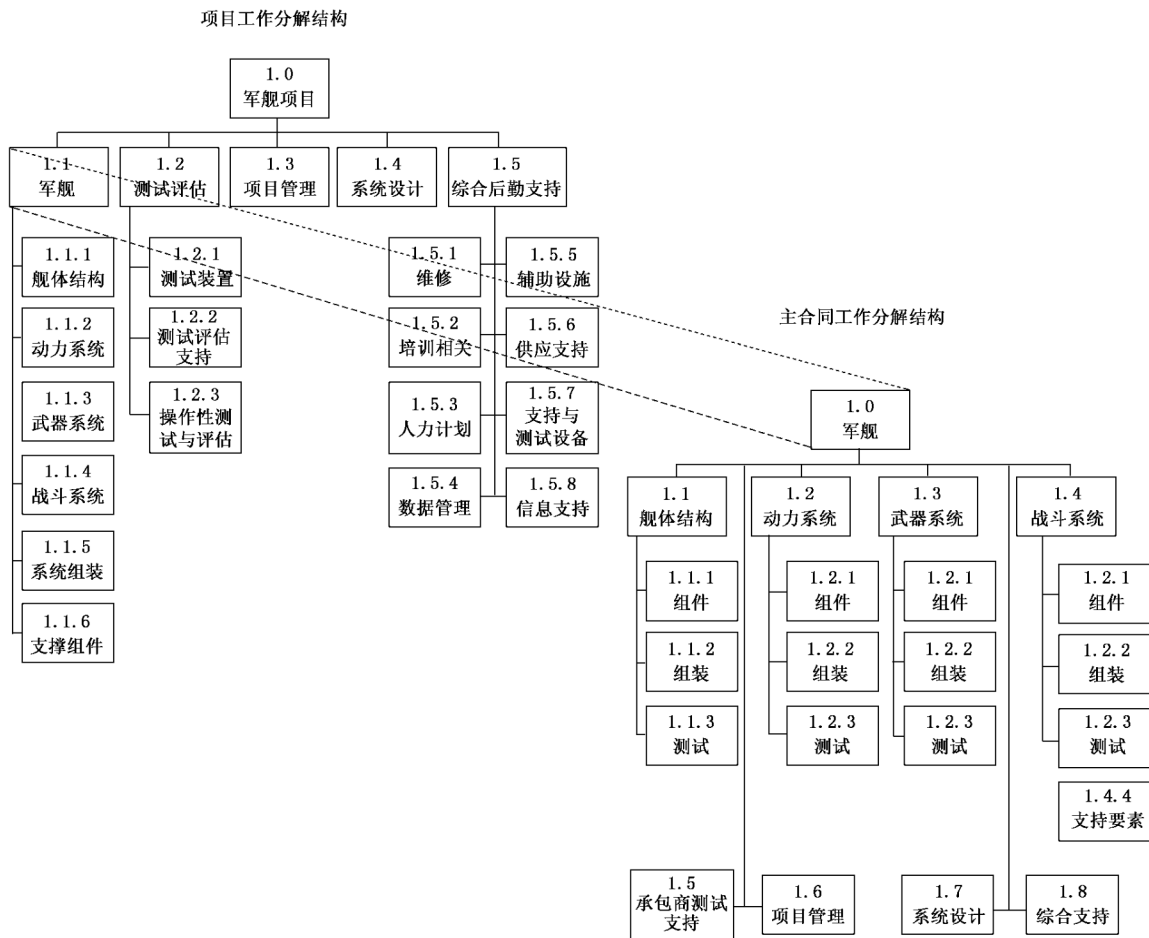 项目工作分解结构
1.0
军舰项目
1.1
军舰
1.2
测试评估
1.3
项目管理
1.4
系统设计
1.5
综合后勤支持
1.1.1
舰体结构
1.1.2
动力系统
1.1.3
武器系统
1.1.4
战斗系统
1.1.5
系统组装
1.1.6
支撑组件
1.2.1
测试装置
1.2.2
测试评估
支持
1.2.3
操作性测
试与评估
1.5.1
维修
1.5.2
培训相关
1.5.3
人力计划
1.5.4
数据管理
1.5.5
辅助设施
1.5.6
供应支持
1.5.7
支持与
测试设备
1.5.8
信息支持
主合同工作分解结构
1.0
军舰
1.1
舰体结构
1.2
动力系统
1.3
武器系统
1.4
战斗系统
1.1.1
组件
1.1.2
组装
1.1.3
测试
1.2.1
组件
1.2.2
组装
1.2.3
测试
1.2.1
组件
1.2.2
组装
1.2.3
测试
1.2.1
组件
1.2.2
组装
1.2.3
测试
1.4.4
支持要素
1.5
承包商测试
支持
1.6
项目管理
1.7
系统设计
1.8
综合支持